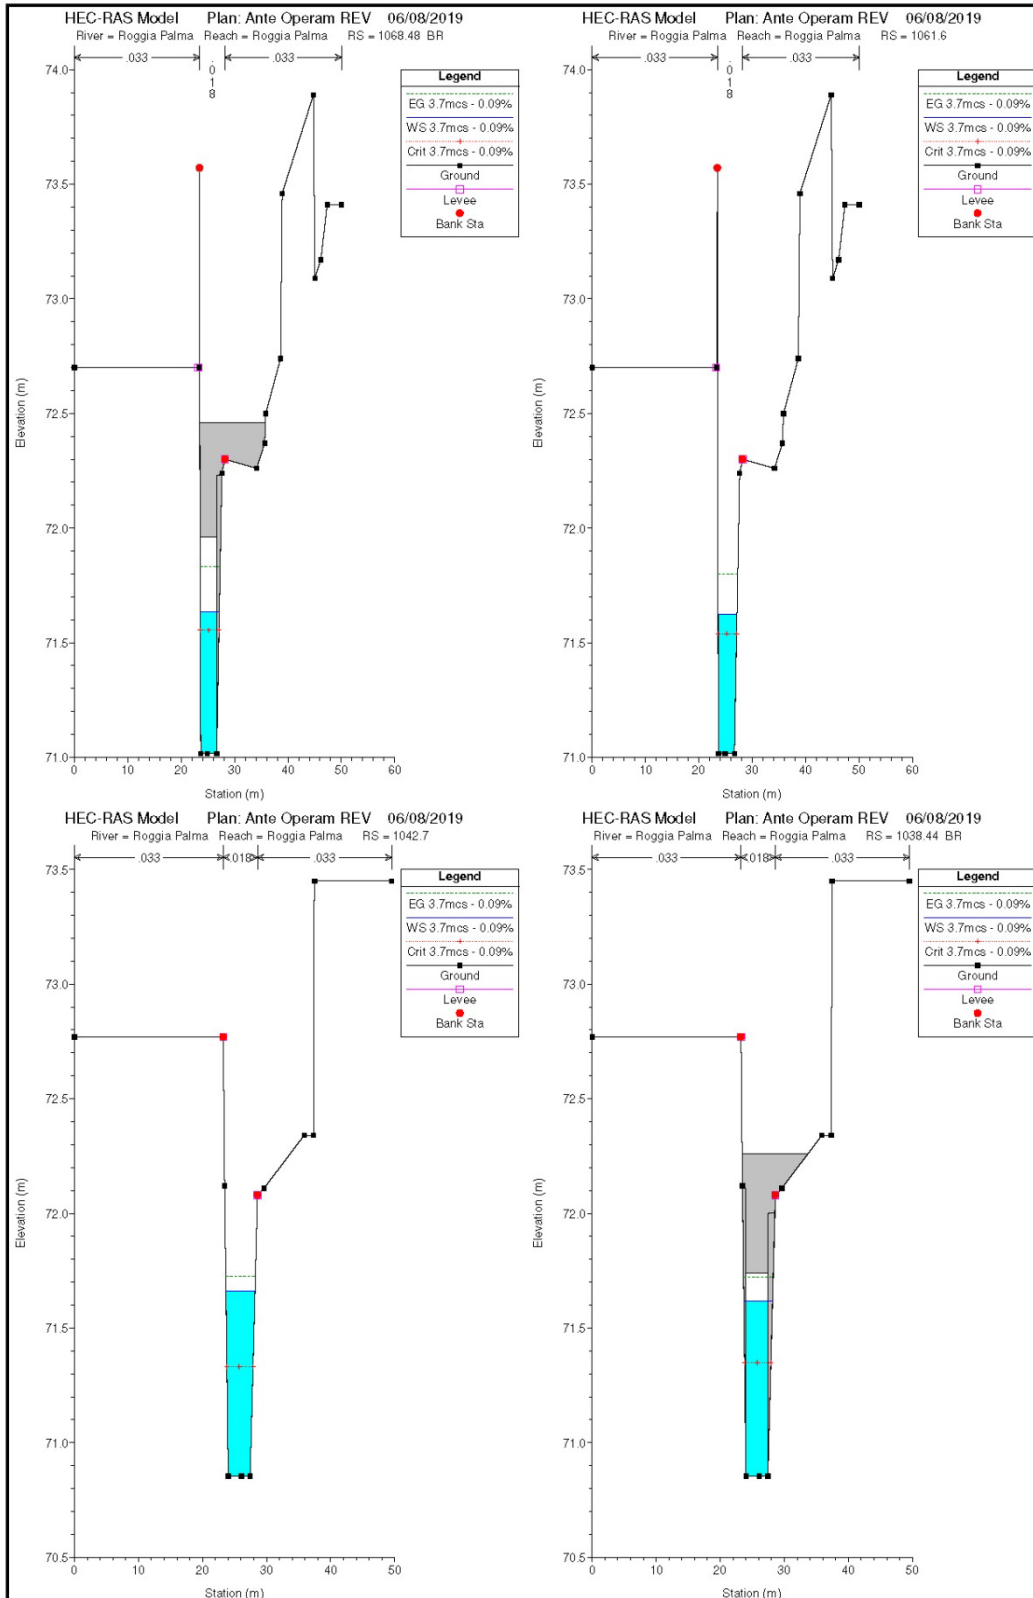 HEC-RAS Model Plan: Ante Operam REV 06/08/2019
River = Roggia Palma Reach = Roggia Palma RS = 1068.48 BR
.033
.018
.033
74.0
73.5
73.0
72.5
72.0
71.5
71.0
Elevation (m)
0 10 20 30 40 50 60
Station (m)
Legend
EG 3.7mcs - 0.09%
WS 3.7mcs - 0.09%
Crit 3.7mcs - 0.09%
Ground
Levee
Bank Sta
HEC-RAS Model Plan: Ante Operam REV 06/08/2019
River = Roggia Palma Reach = Roggia Palma RS = 1061.6
.033
.018
.033
74.0
73.5
73.0
72.5
72.0
71.5
71.0
Elevation (m)
0 10 20 30 40 50 60
Station (m)
Legend
EG 3.7mcs - 0.09%
WS 3.7mcs - 0.09%
Crit 3.7mcs - 0.09%
Ground
Levee
Bank Sta
HEC-RAS Model Plan: Ante Operam REV 06/08/2019
River = Roggia Palma Reach = Roggia Palma RS = 1042.7
.033 .018 .033
73.5
73.0
72.5
72.0
71.5
71.0
70.5
Elevation (m)
0 10 20 30 40 50
Station (m)
Legend
EG 3.7mcs - 0.09%
WS 3.7mcs - 0.09%
Crit 3.7mcs - 0.09%
Ground
Levee
Bank Sta
HEC-RAS Model Plan: Ante Operam REV 06/08/2019
River = Roggia Palma Reach = Roggia Palma RS = 1038.44 BR
.033 .018 .033
73.5
73.0
72.5
72.0
71.5
71.0
70.5
Elevation (m)
0 10 20 30 40 50
Station (m)
Legend
EG 3.7mcs - 0.09%
WS 3.7mcs - 0.09%
Crit 3.7mcs - 0.09%
Ground
Levee
Bank Sta